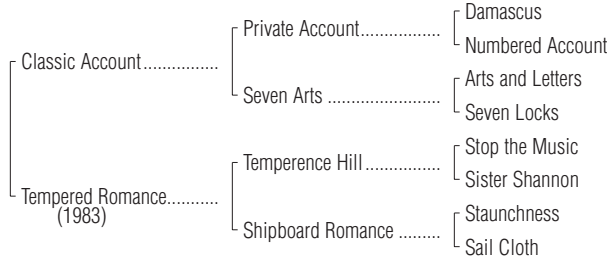 Damascus
Private Account..................
Numbered Account
Classic Account................
Arts and Letters
Seven Arts .........................
Seven Locks
Stop the Music
Temperence Hill..................
Sister Shannon
Tempered Romance...........
(1983)
Staunchness
Shipboard Romance .........
Sail Cloth